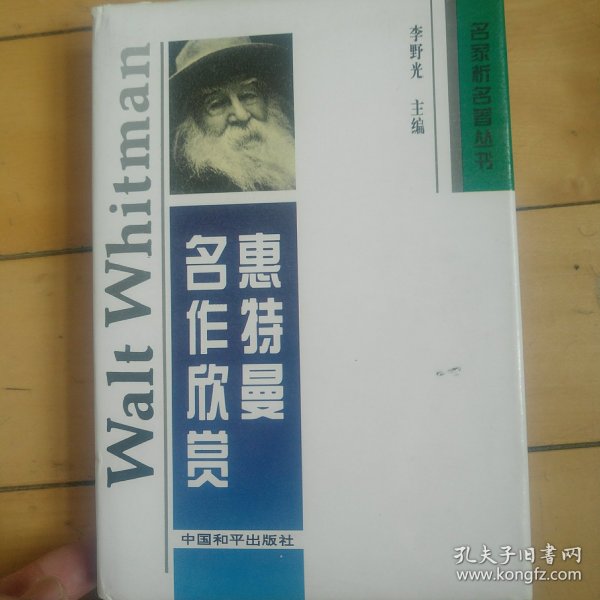 Walt Whitman
李野光 主编
名家析名著丛书
惠特曼
名作欣赏
中国和平出版社
孔夫子旧书网
www.kongfz.com